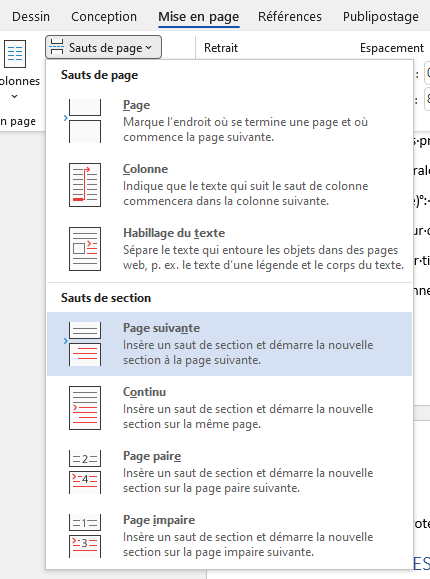 Dessin Conception Mise en page Références Publipostage
Sauts de page Retrait Espacement
olonnes
n page
Sauts de page
Page
Marque l'endroit où se termine une page et où
commence la page suivante.
Colonne
Indique que le texte qui suit le saut de colonne
commencera dans la colonne suivante.
Habillage du texte
Sépare le texte qui entoure les objets dans des pages
web, p. ex. le texte d'une légende et le corps du texte.
Sauts de section
Page suivante
Insère un saut de section et démarre la nouvelle
section à la page suivante.
Continu
Insère un saut de section et démarre la nouvelle
section sur la même page.
Page paire
=2=
=4=
Insère un saut de section et démarre la nouvelle
section sur la page paire suivante.
Page impaire
=1=
=3=
Insère un saut de section et démarre la nouvelle
section sur la page impaire suivante.